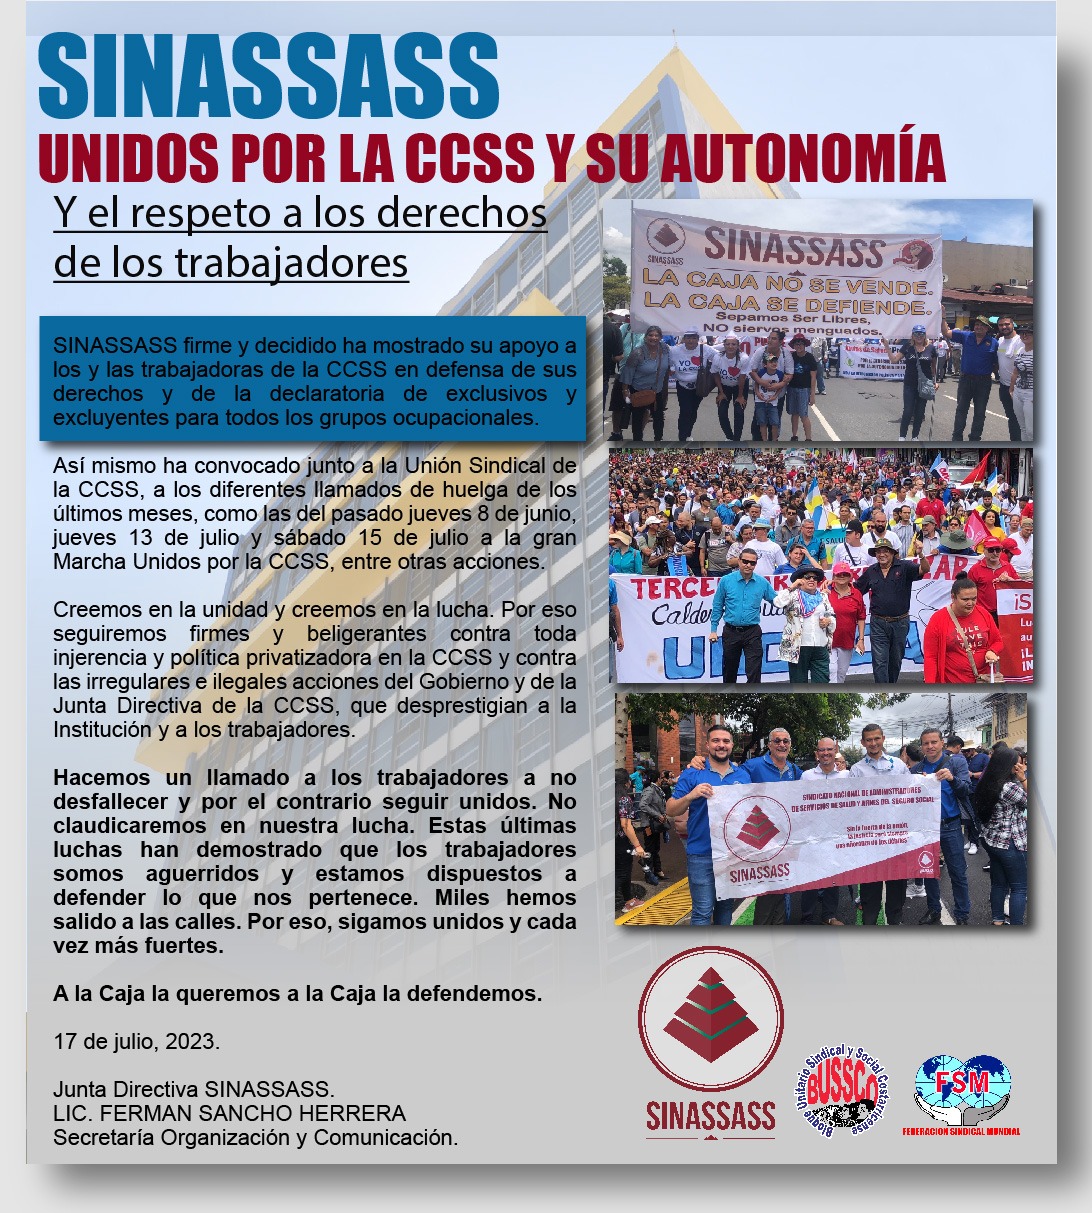 SINASSASS
UNIDOS POR LA CCSS Y SU AUTONOMÍA
Y el respeto a los derechos
de los trabajadores
SINASSASS firme y decidido ha mostrado su apoyo a
los y las trabajadoras de la CCSS en defensa de sus
derechos y de la declaratoria de exclusivos y
excluyentes para todos los grupos ocupacionales.
Así mismo ha convocado junto a la Unión Sindical de
la CCSS, a los diferentes llamados de huelga de los
últimos meses, como las del pasado jueves 8 de junio,
jueves 13 de julio y sábado 15 de julio a la gran
Marcha Unidos por la CCSS, entre otras acciones.
Creemos en la unidad y creemos en la lucha. Por eso
seguiremos firmes y beligerantes contra toda
injerencia y política privatizadora en la CCSS y contra
las irregulares e ilegales acciones del Gobierno y de la
Junta Directiva de la CCSS, que desprestigian a la
Institución y a los trabajadores.
Hacemos un llamado a los trabajadores a no
desfallecer y por el contrario seguir unidos. No
claudicaremos en nuestra lucha. Estas últimas
luchas han demostrado que los trabajadores
somos aguerridos y estamos dispuestos a
defender lo que nos pertenece. Miles hemos
salido a las calles. Por eso, sigamos unidos y cada
vez más fuertes.
A la Caja la queremos a la Caja la defendemos.
17 de julio, 2023.
Junta Directiva SINASSASS.
LIC. FERMAN SANCHO HERRERA
Secretaría Organización y Comunicación.
SINASSASS
SINASSASS
LA CAJA NO SE VENDE.
LA CAJA SE DEFIENDE.
Sepamos Ser Libres,
NO siervos menguados.
TERCE
Calde
SINDICATO NACIONAL DE ADMINISTRADORES
DE SERVICIOS DE SALUD Y AFINES DEL SEGURO SOCIAL
SINASSASS
SINASSASS
Bloque Unitario Sindical y Social Costarricense
BUSSCO
FSM
FEDERACION SINDICAL MUNDIAL